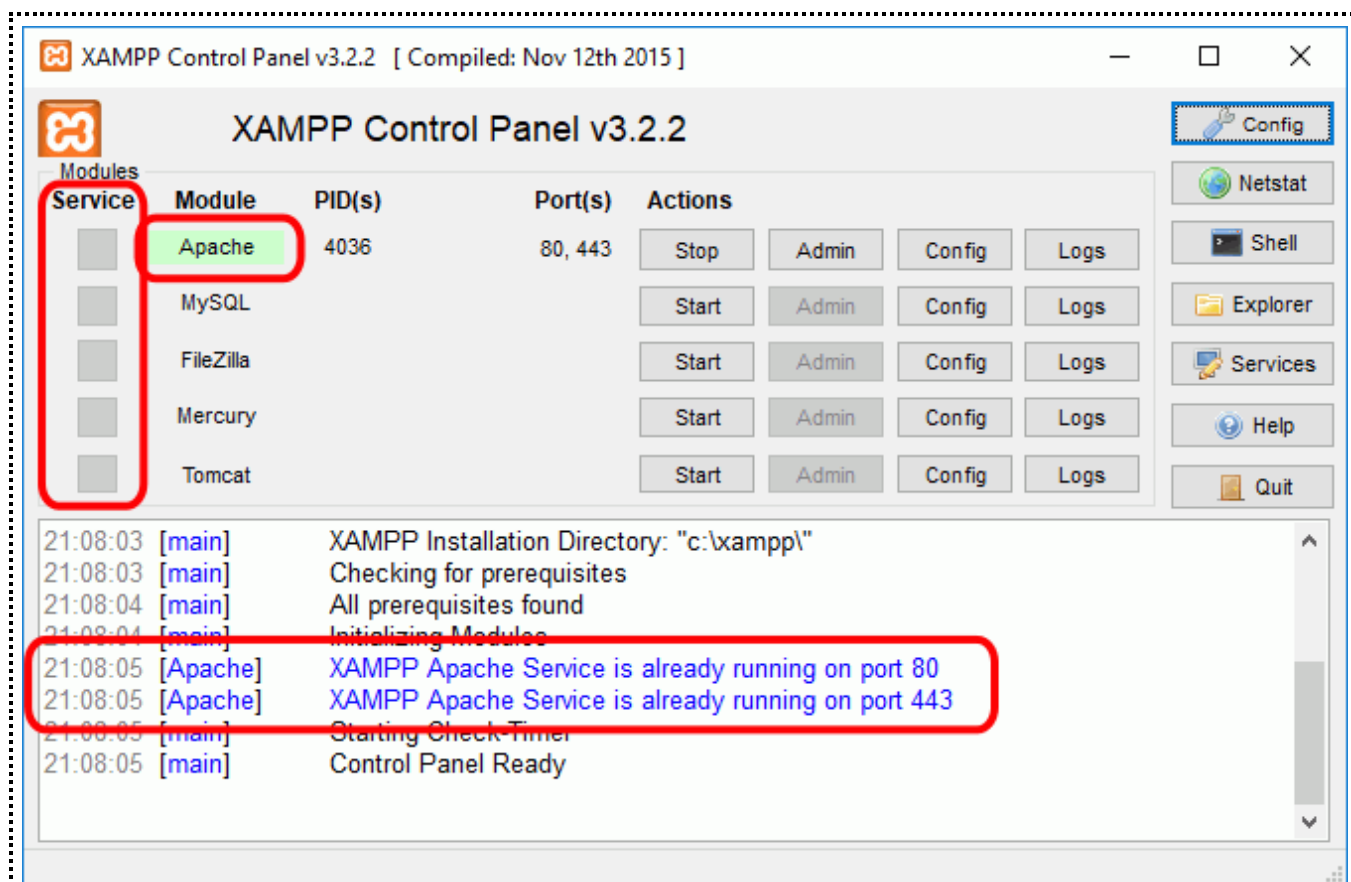 XAMPP Control Panel v3.2.2 [ Compiled: Nov 12th 2015 ]
XAMPP Control Panel v3.2.2
Config
Modules
Service Module PID(s) Port(s) Actions
Netstat
Apache 4036 80, 443 Stop Admin Config Logs
Shell
MySQL Start Admin Config Logs
Explorer
FileZilla Start Admin Config Logs
Services
Mercury Start Admin Config Logs
Help
Tomcat Start Admin Config Logs
Quit
21:08:03 [main] XAMPP Installation Directory: "c:\xampp\"
21:08:03 [main] Checking for prerequisites
21:08:04 [main] All prerequisites found
21:08:04 [main] Initializing Modules
21:08:05 [Apache] XAMPP Apache Service is already running on port 80
21:08:05 [Apache] XAMPP Apache Service is already running on port 443
21:08:05 [main] Starting Check-Timer
21:08:05 [main] Control Panel Ready